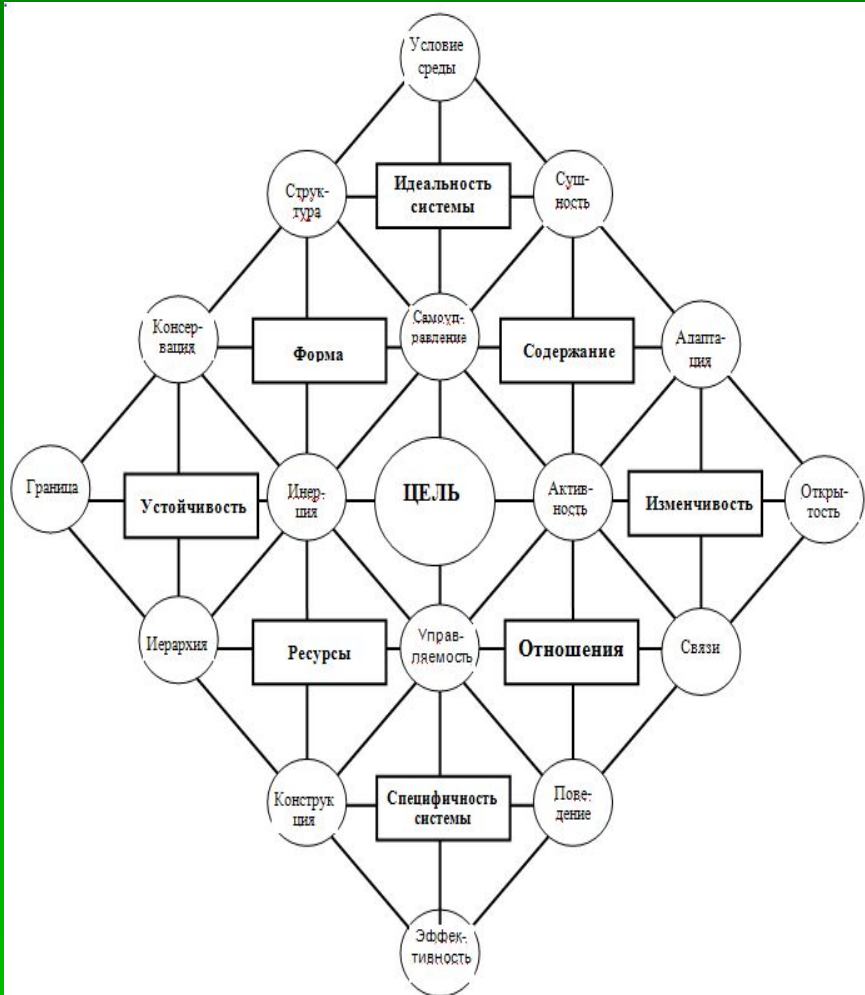 Условие
среды
Струк-
тура
Идеальность
системы
Сущ-
ность
Консер-
вация
Форма
Самоуп-
равление
Содержание
Адапта-
ция
Граница
Устойчивость
Инер-
ция
ЦЕЛЬ
Актив-
ность
Изменчивость
Откры-
тость
Иерархия
Ресурсы
Управ-
ляемость
Отношения
Связи
Конструк
ция
Специфичность
системы
Пове-
дение
Эффек-
тивность